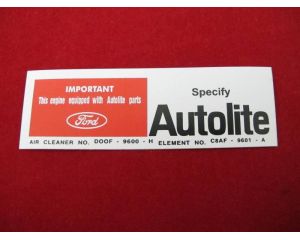 IMPORTANT
This engine equipped with Autolite parts
Ford
Specify
Autolite
AIR CLEANER NO. DOOF - 9600 - H ELEMENT NO. C8AF - 9601 - A